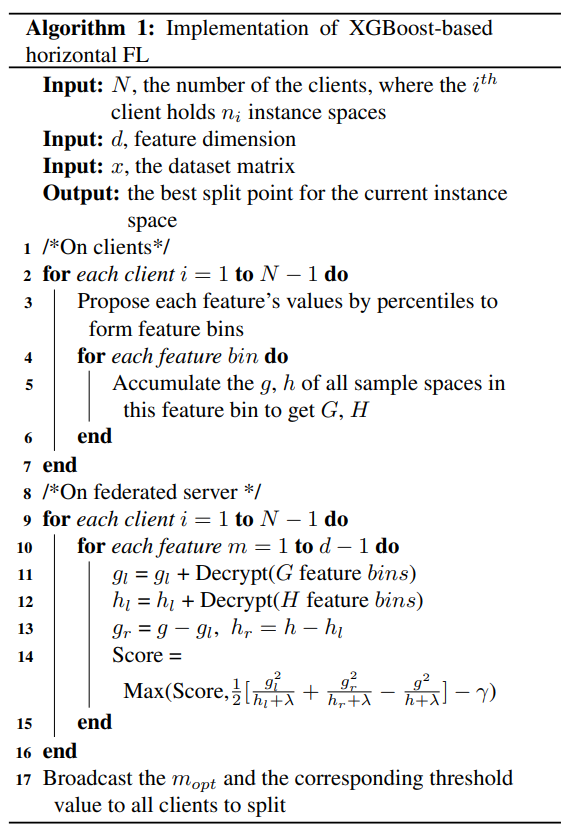 Algorithm 1: Implementation of XGBoost-based
horizontal FL
Input: N, the number of the clients, where the i^{th}
client holds n_i instance spaces
Input: d, feature dimension
Input: x, the dataset matrix
Output: the best split point for the current instance
space
1 /*On clients*/
2 for each client i = 1 to N − 1 do
3 Propose each feature's values by percentiles to
form feature bins
4 for each feature bin do
5 Accumulate the g, h of all sample spaces in
this feature bin to get G, H
6 end
7 end
8 /*On federated server */
9 for each client i = 1 to N − 1 do
10 for each feature m = 1 to d − 1 do
11 g_l = g_l + Decrypt(G feature bins)
12 h_l = h_l + Decrypt(H feature bins)
13 g_r = g − g_l, h_r = h − h_l
14 Score =
Max(Score, \frac{1}{2}[\frac{g_l^2}{h_l+λ} + \frac{g_r^2}{h_r+λ} − \frac{g^2}{h+λ}] − γ)
15 end
16 end
17 Broadcast the m_{opt} and the corresponding threshold
value to all clients to split